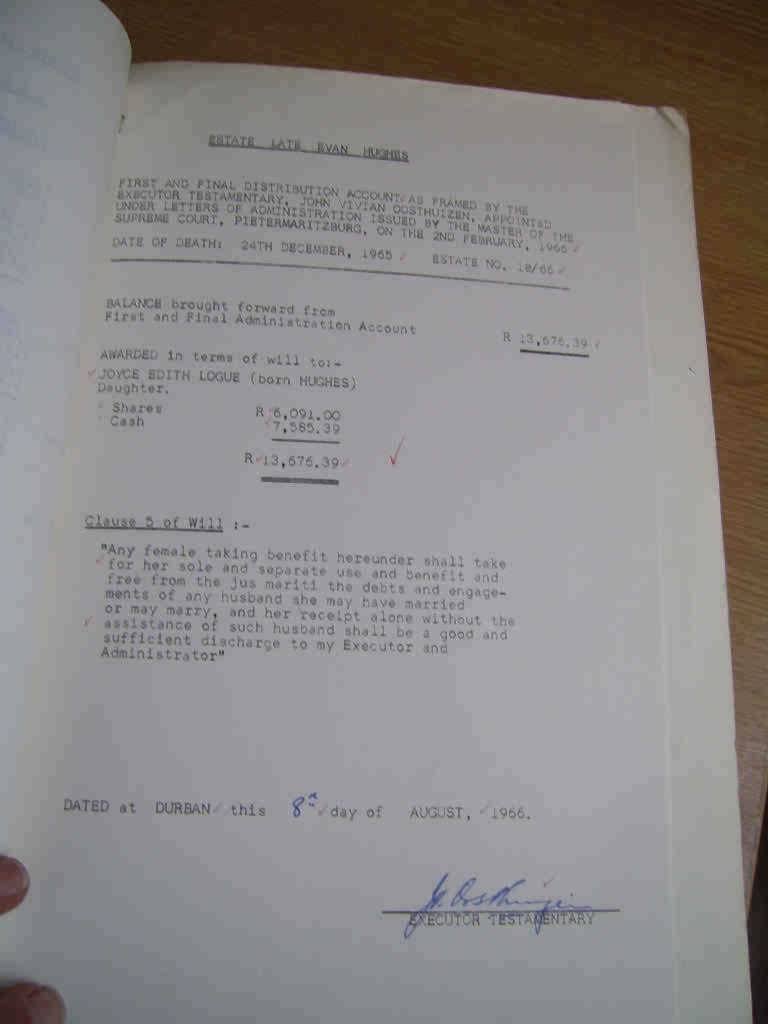 ESTATE LATE EVAN HUGHES
FIRST AND FINAL DISTRIBUTION ACCOUNT AS FRAMED BY THE
EXECUTOR TESTAMENTARY, JOHN VIVIAN OOSTHUIZEN, APPOINTED
UNDER LETTERS OF ADMINISTRATION ISSUED BY THE MASTER OF THE
SUPREME COURT, PIETERMARITZBURG, ON THE 2ND FEBRUARY, 1966
DATE OF DEATH: 24TH DECEMBER, 1965 ESTATE NO. 18/66
BALANCE brought forward from
First and Final Administration Account R 13,676.39
AWARDED in terms of will to:-
JOYCE EDITH LOGUE (born HUGHES)
Daughter.
Shares R 6,091.00
Cash 7,585.39
R 13,676.39
Clause 5 of Will :-
"Any female taking benefit hereunder shall take
for her sole and separate use and benefit and
free from the jus mariti the debts and engage-
ments of any husband she may have married
or may marry, and her receipt alone without the
assistance of such husband shall be a good and
sufficient discharge to my Executor and
Administrator"
DATED at DURBAN this 8th day of AUGUST, 1966.
EXECUTOR TESTAMENTARY